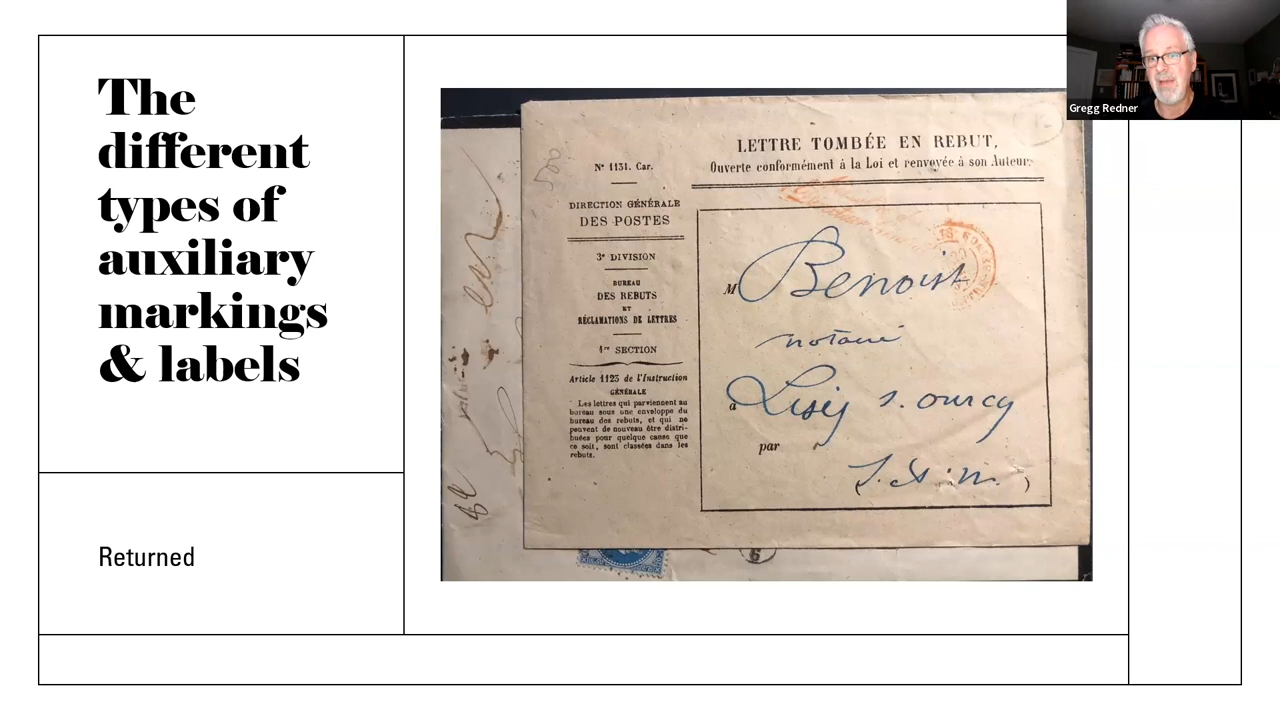 The
different
types of
auxiliary
markings
& labels
Returned
Gregg Redner
500
Nº 1131. Car.
DIRECTION GÉNÉRALE
DES POSTES
3e DIVISION
BUREAU
DES REBUTS
ET
RÉCLAMATIONS DE LETTRES
1re SECTION
Article 1123 de l'Instruction
GÉNÉRALE
Les lettres qui parviennent au
bureau sous une enveloppe du
bureau des rebuts, et qui ne
peuvent de nouveau être distri-
buées pour quelque cause que
ce soit, sont classées dans les
rebuts.
LETTRE TOMBÉE EN REBUT,
Ouverte conformément à la Loi et renvoyée à son Auteur.
M Benoist
notaire
a Lisy s. ourcq
par
(S. & M.)
6